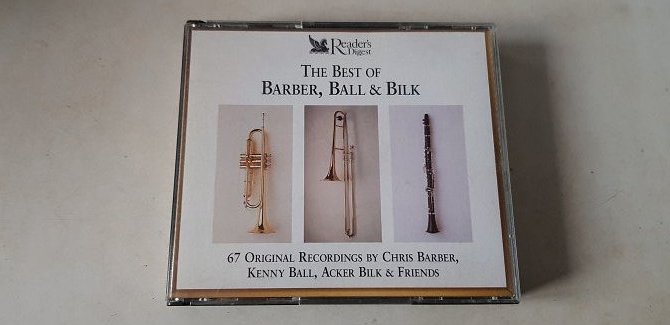 Reader's
Digest
The Best of
Barber, Ball & Bilk
67 Original Recordings by Chris Barber,
Kenny Ball, Acker Bilk & Friends